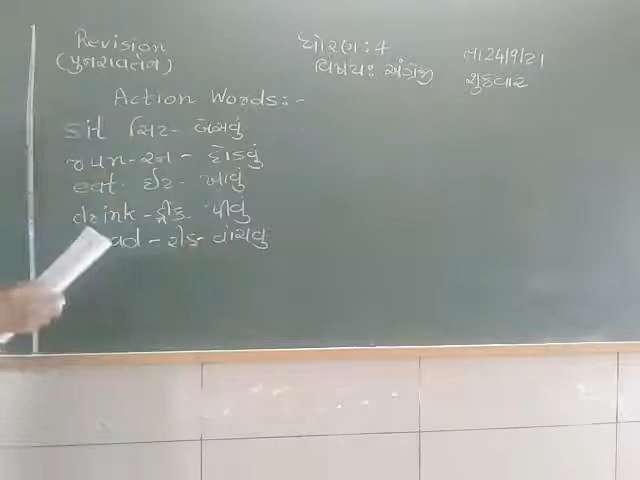 Revision
(પુનરાવર્તન)
ધોરણ: 4
વિષય: અંગ્રેજી
તા 24/9/21
શુક્રવાર
Action Words:-
sit સિટ - બેસવું
run - રન - દોડવું
eat - ઈટ - ખાવું
drink - ડ્રીંક પીવું
ad - રીડ - વાંચવું